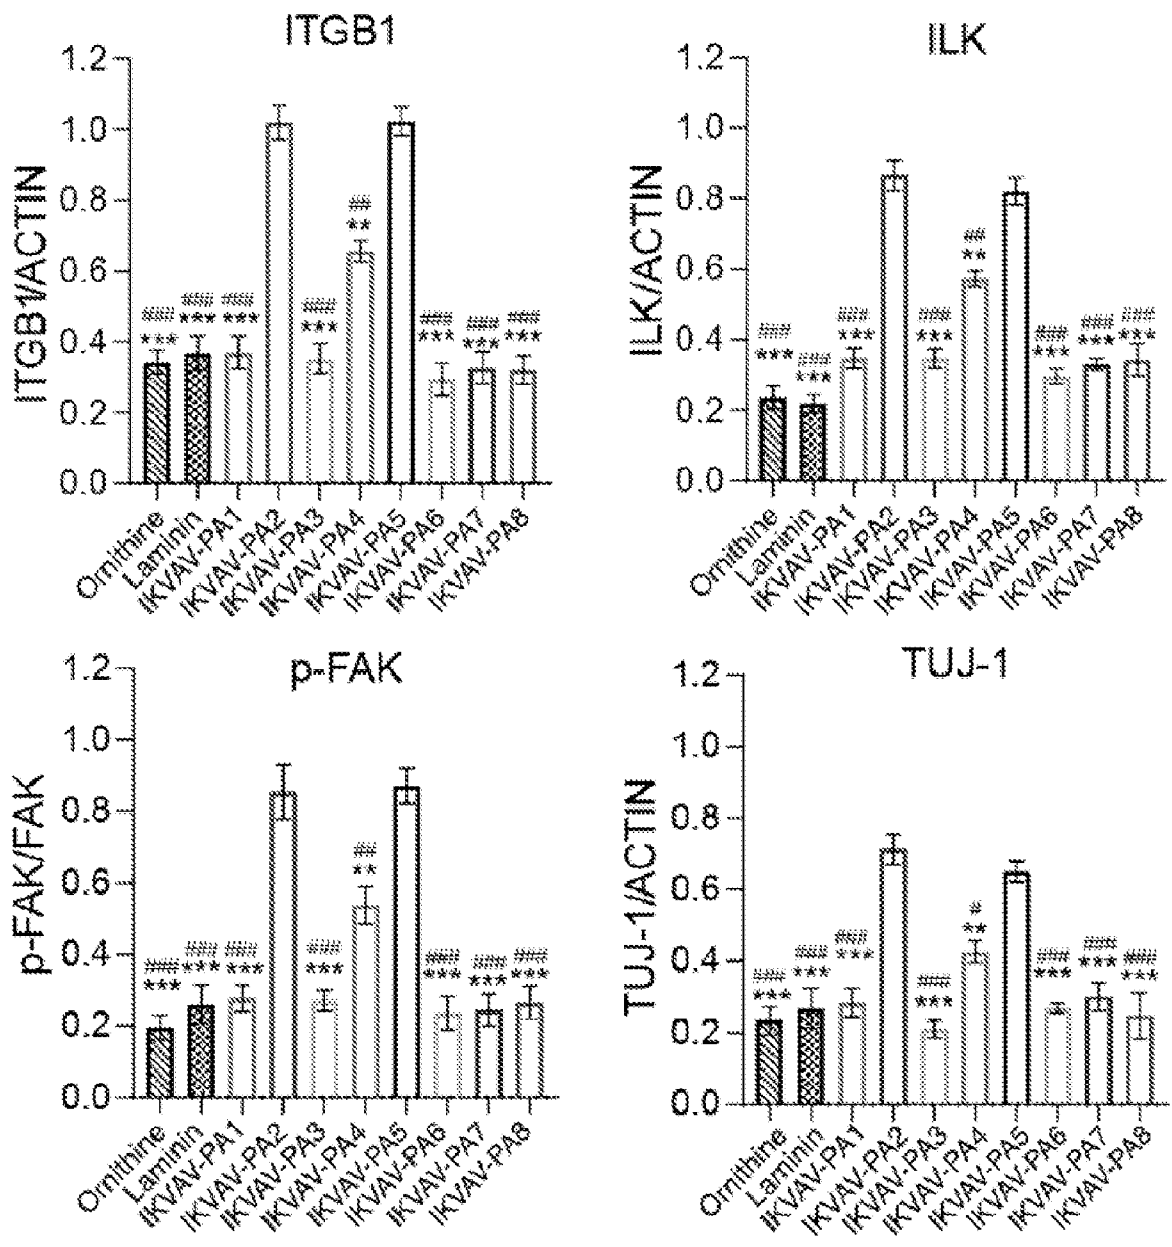 ITGB1
ITGB1/ACTIN
1.2
1.0
0.8
0.6
0.4
0.2
0.0
###
***
###
***
###
***
###
***
##
**
###
***
###
***
###
***
Ornithine
Laminin
IKVAV-PA1
IKVAV-PA2
IKVAV-PA3
IKVAV-PA4
IKVAV-PA5
IKVAV-PA6
IKVAV-PA7
IKVAV-PA8
ILK
ILK/ACTIN
1.2
1.0
0.8
0.6
0.4
0.2
0.0
###
***
###
***
###
***
###
***
##
**
###
***
###
***
###
***
Ornithine
Laminin
IKVAV-PA1
IKVAV-PA2
IKVAV-PA3
IKVAV-PA4
IKVAV-PA5
IKVAV-PA6
IKVAV-PA7
IKVAV-PA8
p-FAK
p-FAK/FAK
1.2
1.0
0.8
0.6
0.4
0.2
0.0
###
***
###
***
###
***
###
***
##
**
###
***
###
***
###
***
Ornithine
Laminin
IKVAV-PA1
IKVAV-PA2
IKVAV-PA3
IKVAV-PA4
IKVAV-PA5
IKVAV-PA6
IKVAV-PA7
IKVAV-PA8
TUJ-1
TUJ-1/ACTIN
1.2
1.0
0.8
0.6
0.4
0.2
0.0
###
***
###
***
###
***
###
***
#
**
###
***
###
***
###
***
Ornithine
Laminin
IKVAV-PA1
IKVAV-PA2
IKVAV-PA3
IKVAV-PA4
IKVAV-PA5
IKVAV-PA6
IKVAV-PA7
IKVAV-PA8